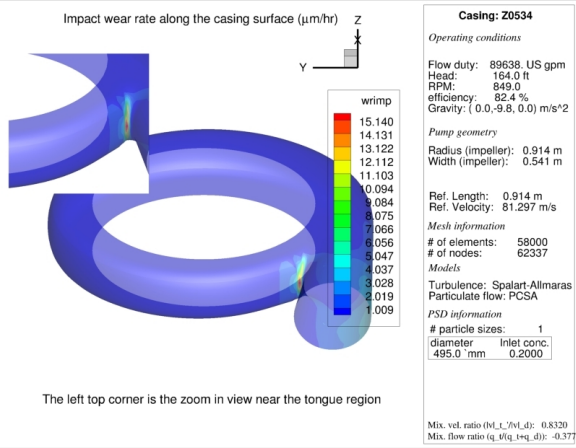 Impact wear rate along the casing surface (μm/hr)
Z
X
Y
wrimp
15.140
14.131
13.122
12.112
11.103
10.094
9.084
8.075
7.066
6.056
5.047
4.037
3.028
2.019
1.009
The left top corner is the zoom in view near the tongue region
Casing: Z0534
Operating conditions
Flow duty: 89638. US gpm
Head: 164.0 ft
RPM: 849.0
efficiency: 82.4 %
Gravity: ( 0.0,-9.8, 0.0) m/s^2
Pump geometry
Radius (impeller): 0.914 m
Width (impeller): 0.541 m
Ref. Length: 0.914 m
Ref. Velocity: 81.297 m/s
Mesh information
# of elements: 58000
# of nodes: 62337
Models
Turbulence: Spalart-Allmaras
Particulate flow: PCSA
PSD information
# particle sizes: 1
diameter Inlet conc.
495.0 `mm 0.2000
Mix. vel. ratio (|v|_t_'/|v|_d): 0.8320
Mix. flow ratio (q_t/(q_t+q_d)): -0.377